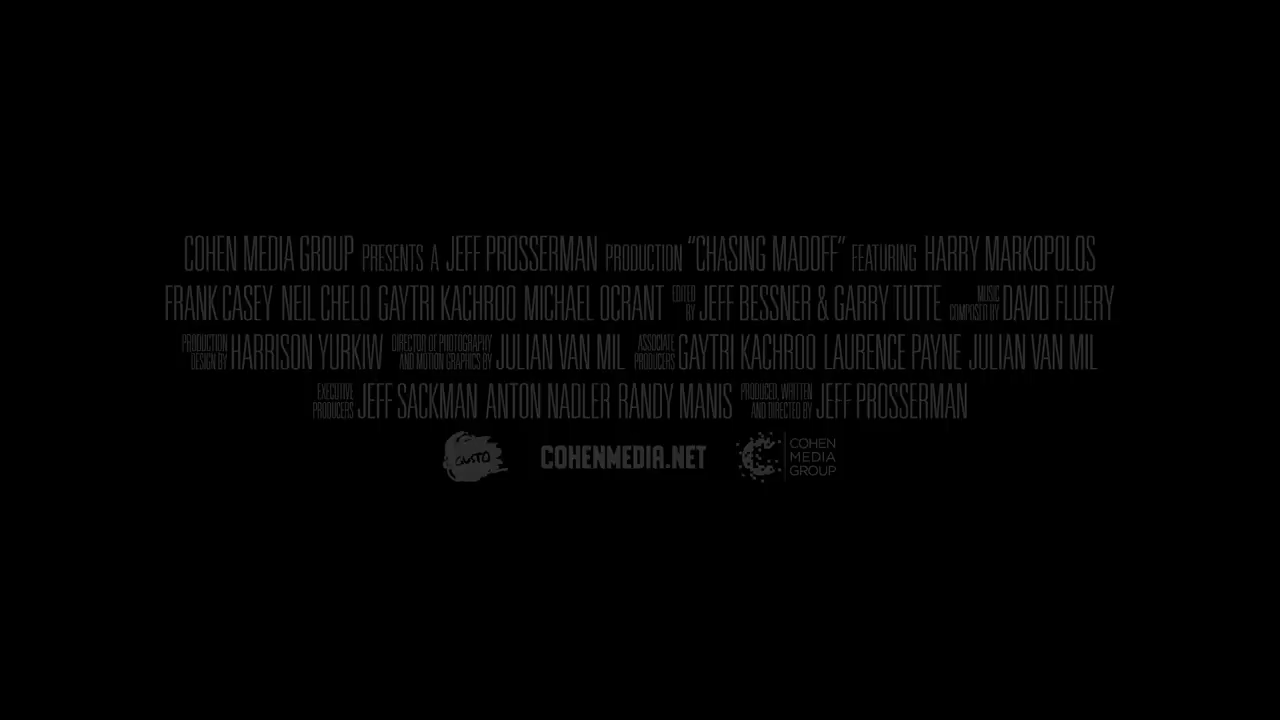 COHEN MEDIA GROUP PRESENTS A JEFF PROSSERMAN PRODUCTION "CHASING MADOFF" FEATURING HARRY MARKOPOLOS
FRANK CASEY NEIL CHELO GAYTRI KACHROO MICHAEL OCRANT EDITED BY JEFF BESSNER & GARRY TUTTE MUSIC COMPOSED BY DAVID FLUERY
PRODUCTION DESIGN BY HARRISON YURKIW DIRECTOR OF PHOTOGRAPHY AND MOTION GRAPHICS BY JULIAN VAN MIL ASSOCIATE PRODUCERS GAYTRI KACHROO LAURENCE PAYNE JULIAN VAN MIL
EXECUTIVE PRODUCERS JEFF SACKMAN ANTON NADLER RANDY MANIS PRODUCED, WRITTEN AND DIRECTED BY JEFF PROSSERMAN
GUSTO COHENMEDIA.NET COHEN MEDIA GROUP